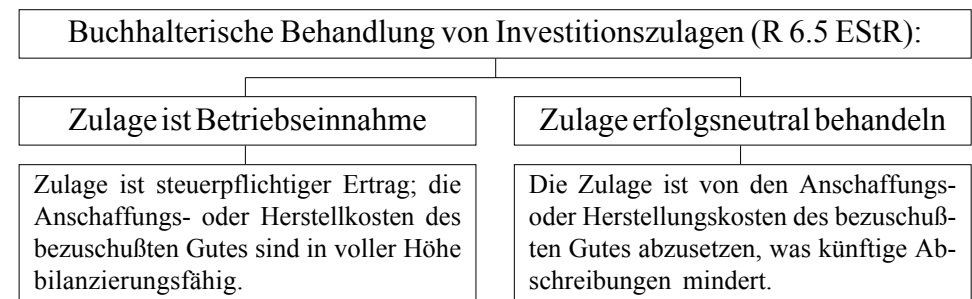 Buchhalterische Behandlung von Investitionszulagen (R 6.5 EStR):
Zulage ist Betriebseinnahme
Zulage ist steuerpflichtiger Ertrag; die
Anschaffungs- oder Herstellkosten des
bezuschußten Gutes sind in voller Höhe
bilanzierungsfähig.
Zulage erfolgsneutral behandeln
Die Zulage ist von den Anschaffungs-
oder Herstellungskosten des bezuschuß-
ten Gutes abzusetzen, was künftige Ab-
schreibungen mindert.